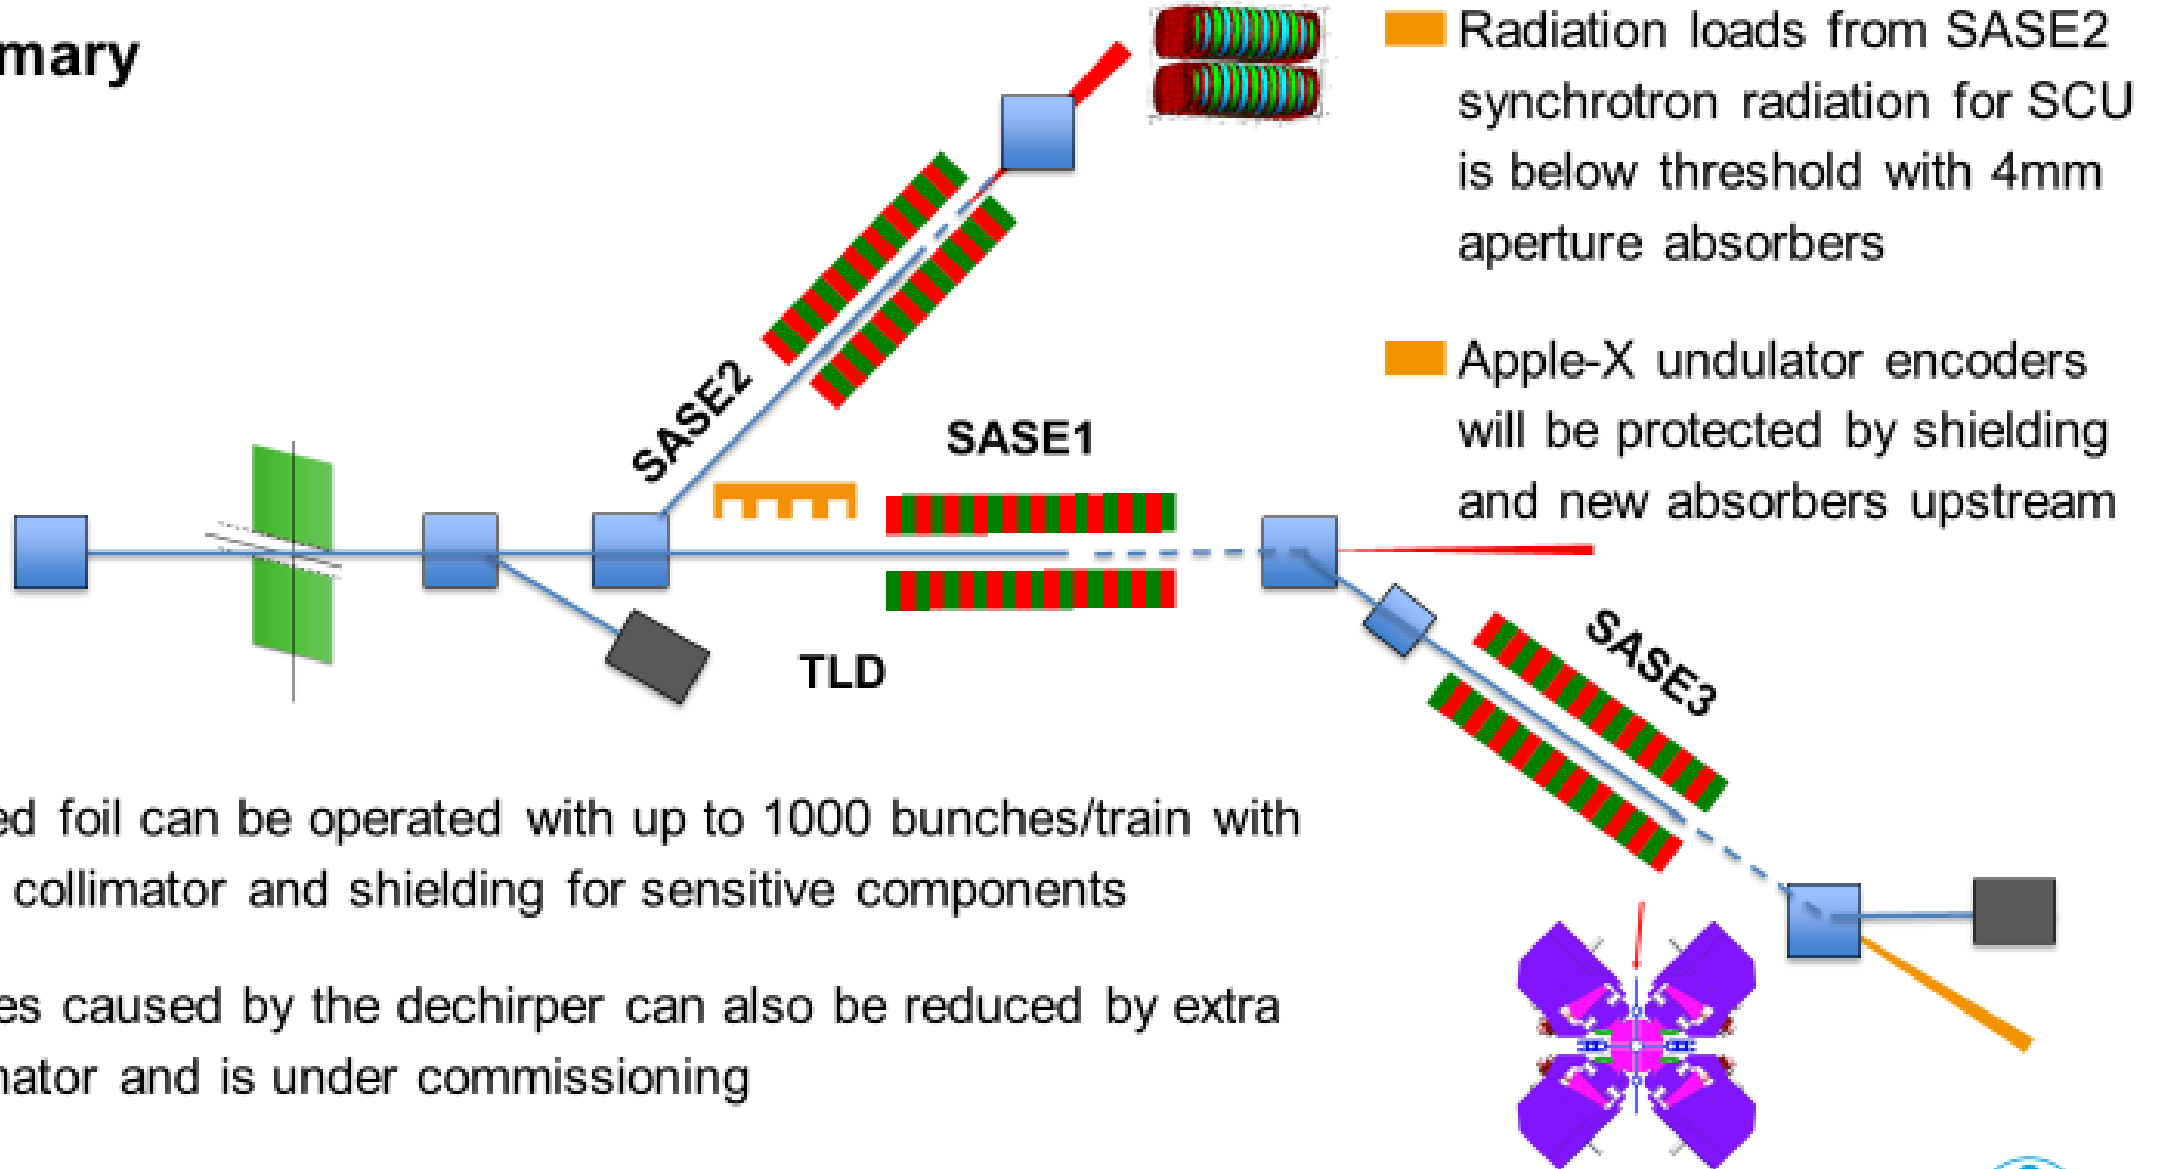 mary
Radiation loads from SASE2
synchrotron radiation for SCU
is below threshold with 4mm
aperture absorbers
Apple-X undulator encoders
will be protected by shielding
and new absorbers upstream
SASE2
SASE1
TLD
SASE3
ed foil can be operated with up to 1000 bunches/train with
collimator and shielding for sensitive components
es caused by the dechirper can also be reduced by extra
nator and is under commissioning